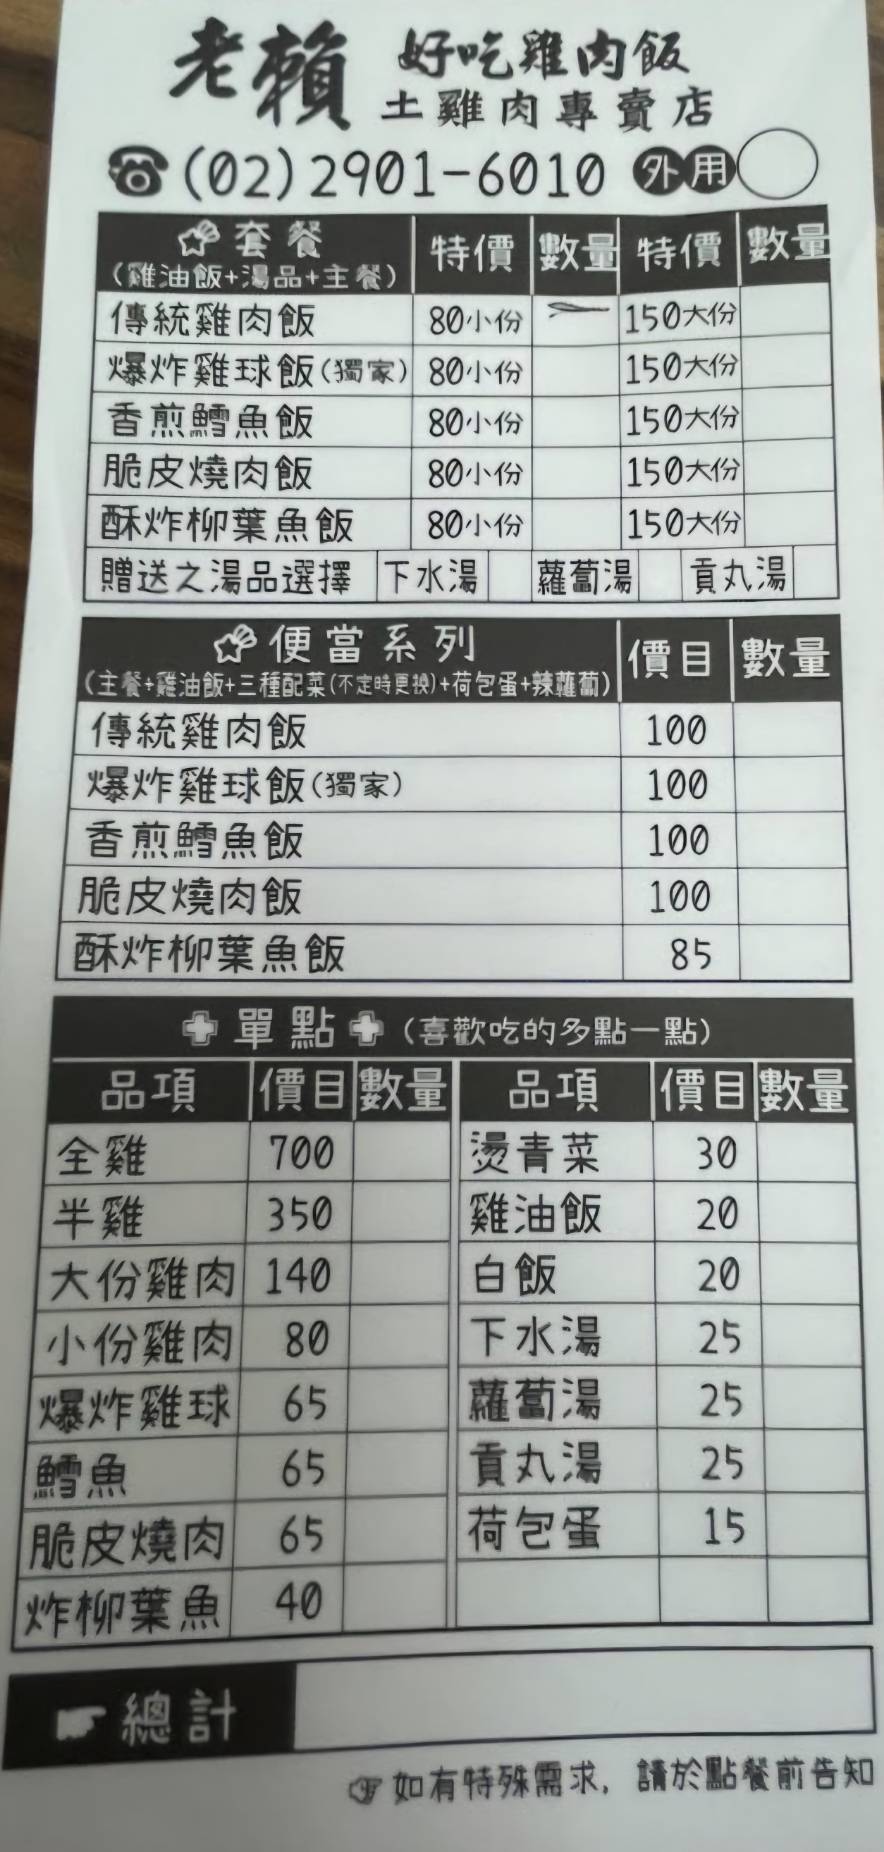 老賴 好吃雞肉飯
土雞肉專賣店
(02)2901-6010 外用
套餐 特價 數量 特價 數量
(雞油飯+湯品+主餐)
傳統雞肉飯 80小份 150大份
爆炸雞球飯(獨家) 80小份 150大份
香煎鱈魚飯 80小份 150大份
脆皮燒肉飯 80小份 150大份
酥炸柳葉魚飯 80小份 150大份
贈送之湯品選擇 下水湯 蘿蔔湯 貢丸湯
便當系列 價目 數量
(主餐+雞油飯+三種配菜(不定時更換)+荷包蛋+辣蘿蔔)
傳統雞肉飯 100
爆炸雞球飯(獨家) 100
香煎鱈魚飯 100
脆皮燒肉飯 100
酥炸柳葉魚飯 85
單點 (喜歡吃的多點一點)
品項 價目 數量 品項 價目 數量
全雞 700 燙青菜 30
半雞 350 雞油飯 20
大份雞肉 140 白飯 20
小份雞肉 80 下水湯 25
爆炸雞球 65 蘿蔔湯 25
鱈魚 65 貢丸湯 25
脆皮燒肉 65 荷包蛋 15
炸柳葉魚 40
總計
如有特殊需求, 請於點餐前告知